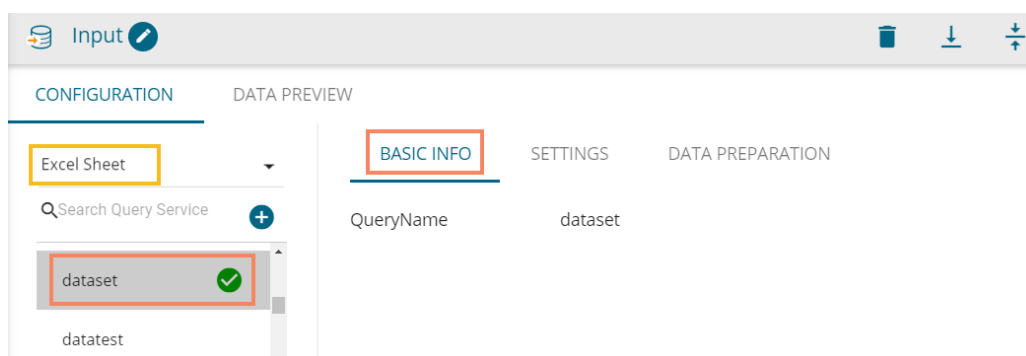 Input
CONFIGURATION DATA PREVIEW
Excel Sheet
Search Query Service
dataset
datatest
BASIC INFO SETTINGS DATA PREPARATION
QueryName dataset